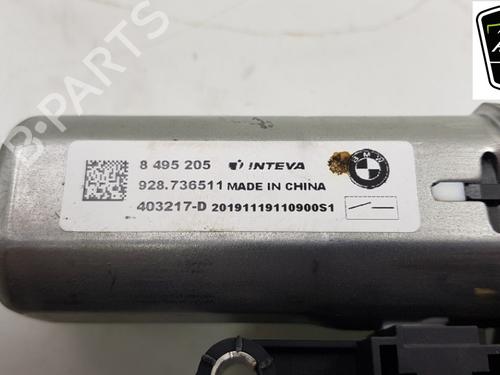 8 495 205 INTEVA
BMW
928.736511 MADE IN CHINA
403217-D 20191119110900S1
B-Parts